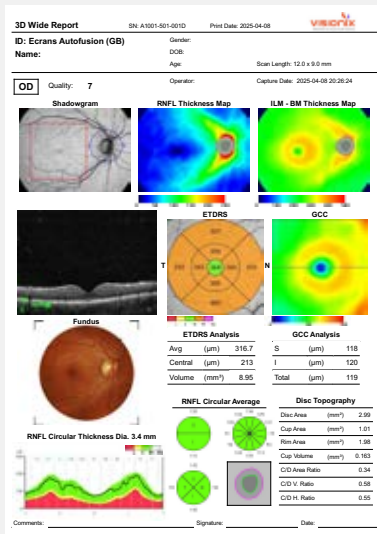 3D Wide Report SN: A1001-501-001D Print Date: 2025-04-08 VISIONIX
ID: Ecrans Autofusion (GB) Gender:
Name: DOB:
Age: Scan Length: 12.0 x 9.0 mm
OD Quality: 7 Operator: Capture Date: 2025-04-08 20:26:24
Shadowgram RNFL Thickness Map ILM - BM Thickness Map
ETDRS GCC
T N
Fundus
ETDRS Analysis GCC Analysis
Avg (µm) 316.7 S (µm) 118
Central (µm) 213 I (µm) 120
Volume (mm³) 8.95 Total (µm) 119
RNFL Circular Average Disc Topography
Disc Area (mm²) 2.99
Cup Area (mm²) 1.01
Rim Area (mm²) 1.98
Cup Volume (mm³) 0.163
C/D Area Ratio 0.34
C/D V. Ratio 0.58
C/D H. Ratio 0.55
RNFL Circular Thickness Dia. 3.4 mm
Comments: Signature: Date: